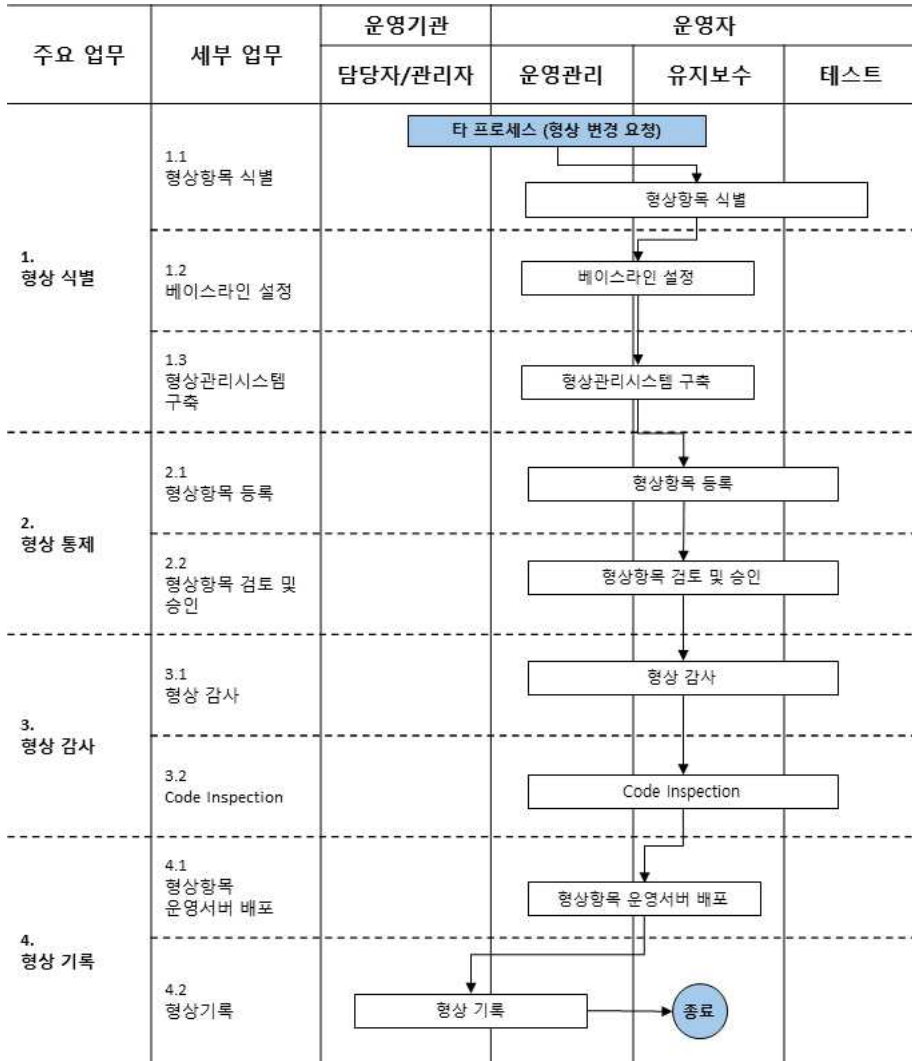 주요 업무
세부 업무
운영기관
운영자
담당자/관리자
운영관리
유지보수
테스트
타 프로세스 (형상 변경 요청)
1.
형상 식별
1.1
형상항목 식별
형상항목 식별
1.2
베이스라인 설정
베이스라인 설정
1.3
형상관리시스템
구축
형상관리시스템 구축
2.
형상 통제
2.1
형상항목 등록
형상항목 등록
2.2
형상항목 검토 및
승인
형상항목 검토 및 승인
3.
형상 감사
3.1
형상 감사
형상 감사
3.2
Code Inspection
Code Inspection
4.
형상 기록
4.1
형상항목
운영서버 배포
형상항목 운영서버 배포
4.2
형상기록
형상 기록
종료